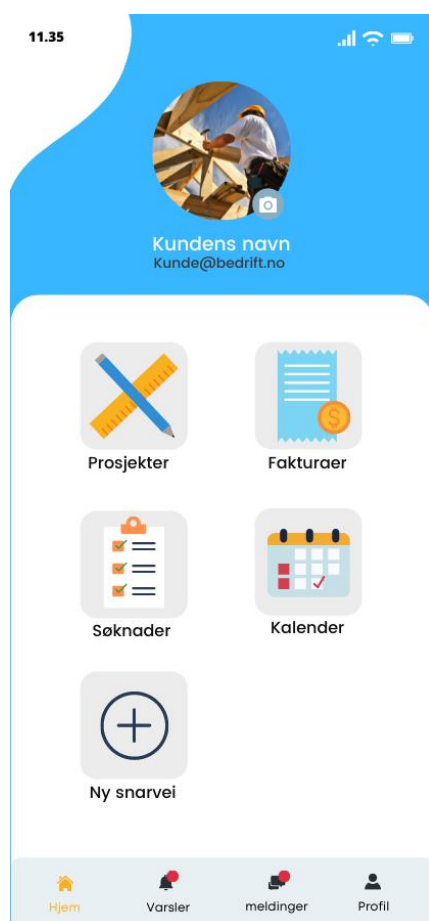 11.35
Kundens navn
Kunde@bedrift.no
Prosjekter
Fakturaer
Søknader
Kalender
Ny snarvei
Hjem
Varsler
meldinger
Profil